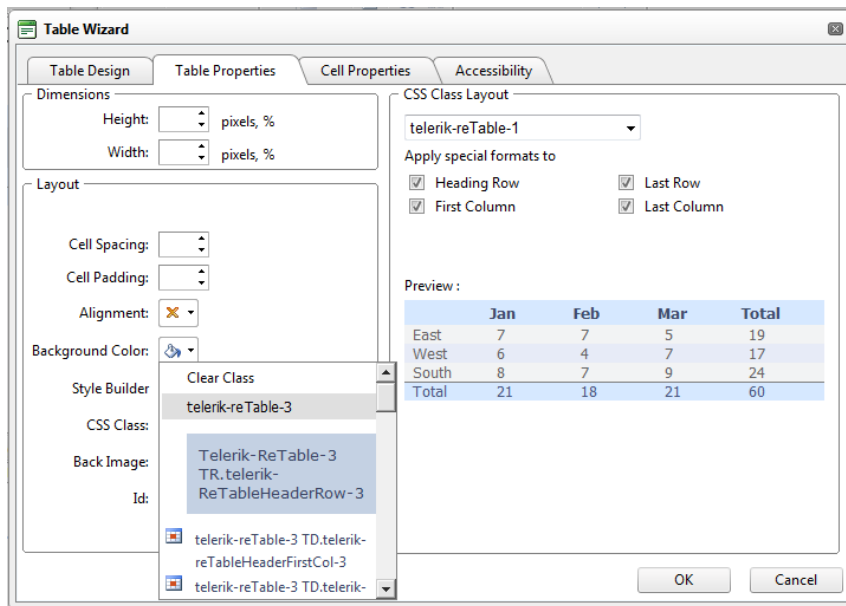 Table Wizard
Table Design Table Properties Cell Properties Accessibility
Dimensions
Height: pixels, %
Width: pixels, %
Layout
Cell Spacing:
Cell Padding:
Alignment:
Background Color:
Style Builder
CSS Class:
Back Image:
Id:
Clear Class
telerik-reTable-3
Telerik-ReTable-3
TR.telerik-
ReTableHeaderRow-3
telerik-reTable-3 TD.telerik-
reTableHeaderFirstCol-3
telerik-reTable-3 TD.telerik-
CSS Class Layout
telerik-reTable-1
Apply special formats to
Heading Row Last Row
First Column Last Column
Preview :
Jan Feb Mar Total
East 7 7 5 19
West 6 4 7 17
South 8 7 9 24
Total 21 18 21 60
OK Cancel